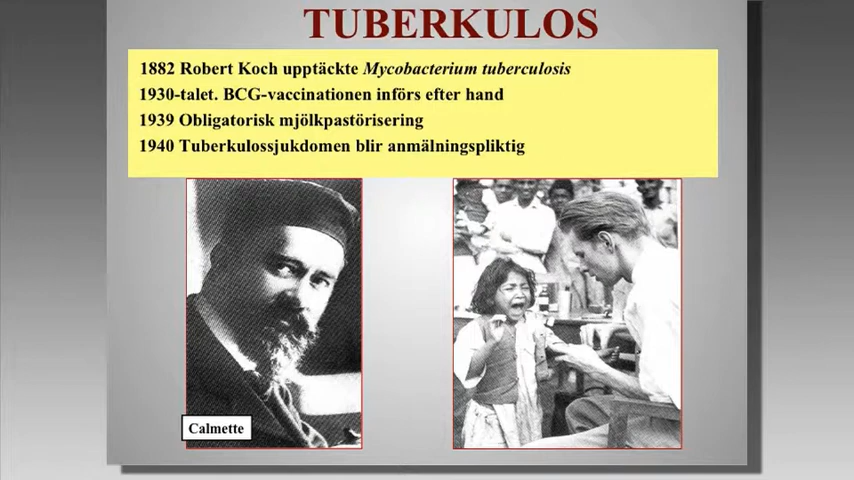 TUBERKULOS
1882 Robert Koch upptäckte Mycobacterium tuberculosis
1930-talet. BCG-vaccinationen införs efter hand
1939 Obligatorisk mjölkpastörisering
1940 Tuberkulossjukdomen blir anmälningspliktig
Calmette